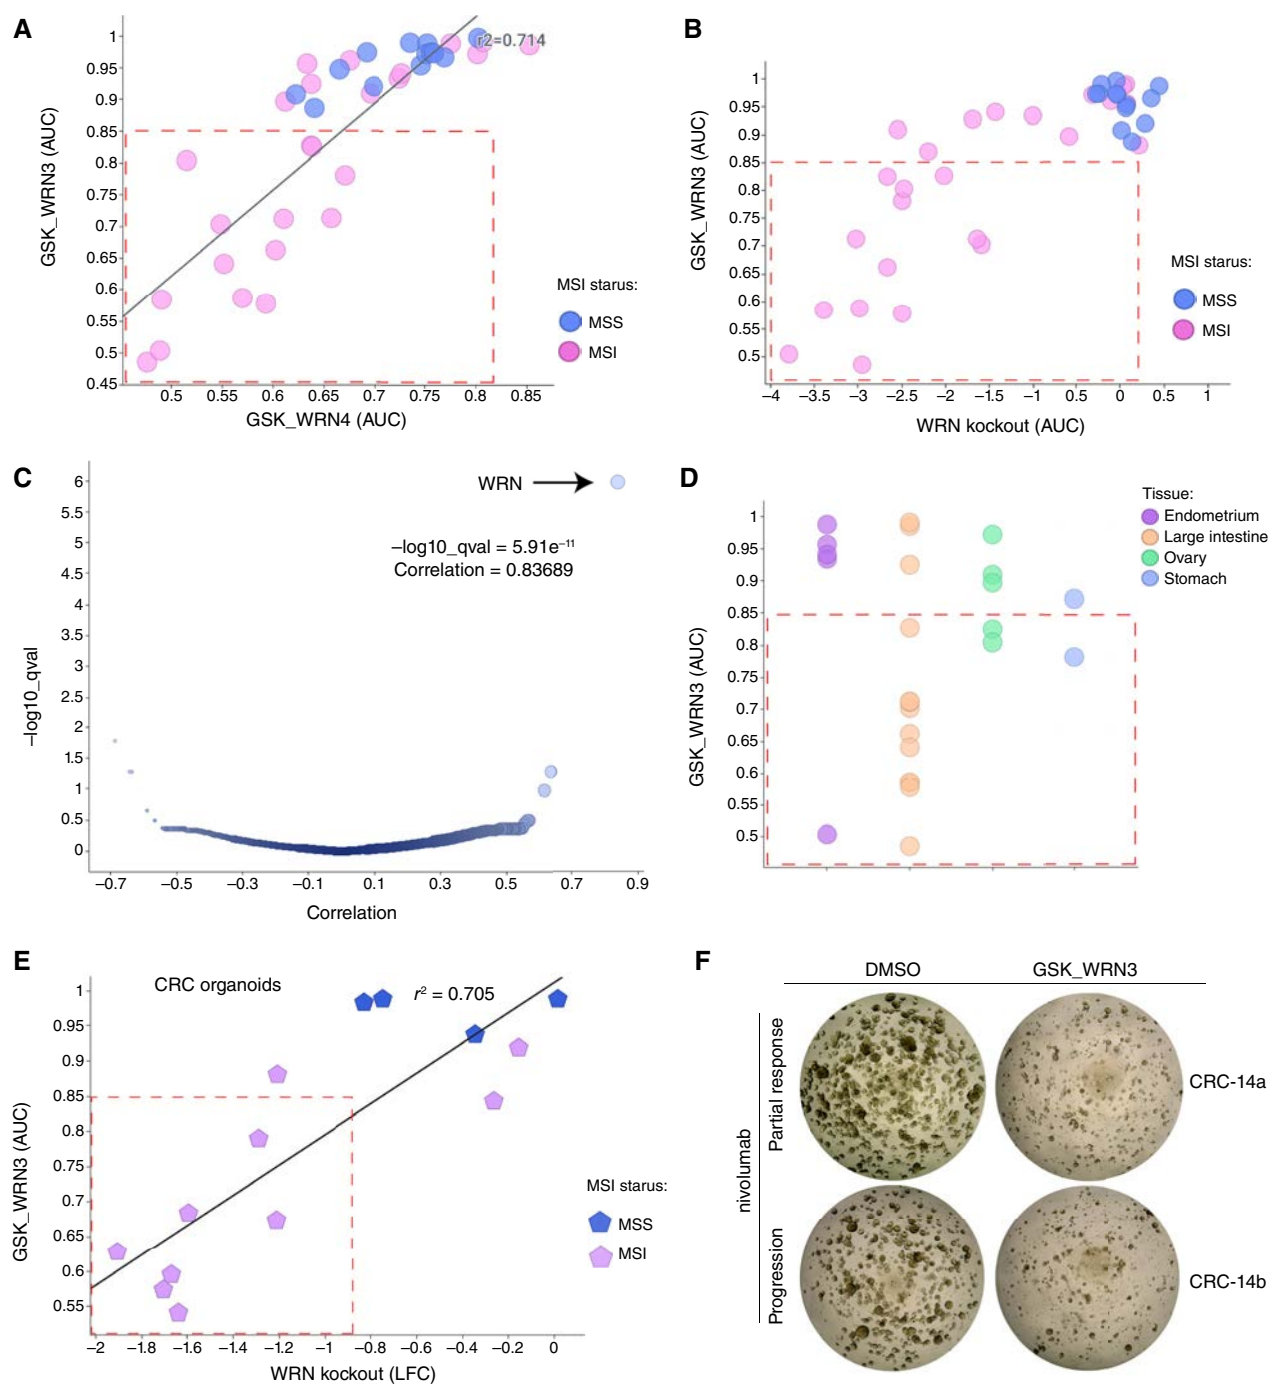 A
1
0.95
0.9
0.85
0.8
0.75
0.7
0.65
0.6
0.55
0.5
0.45
GSK_WRN3 (AUC)
r2=0.714
MSI starus:
MSS
MSI
0.5 0.55 0.6 0.65 0.7 0.75 0.8 0.85
GSK_WRN4 (AUC)
B
1
0.95
0.9
0.85
0.8
0.75
0.7
0.65
0.6
0.55
0.5
GSK_WRN3 (AUC)
MSI starus:
MSS
MSI
–4 –3.5 –3 –2.5 –2 –1.5 –1 0.5 0 0.5 1
WRN kockout (AUC)
C
6
5.5
5
4.5
4
3.5
3
2.5
2
1.5
1
0.5
0
–log10_qval
WRN
–log10_qval = 5.91e–11
Correlation = 0.83689
–0.7 –0.5 –0.3 –0.1 0.1 0.3 0.5 0.7 0.9
Correlation
D
1
0.95
0.9
0.85
0.8
0.75
0.7
0.65
0.6
0.55
0.5
GSK_WRN3 (AUC)
Tissue:
Endometrium
Large intestine
Ovary
Stomach
E
CRC organoids
r2 = 0.705
1
0.95
0.9
0.85
0.8
0.75
0.7
0.65
0.6
0.55
GSK_WRN3 (AUC)
MSI starus:
MSS
MSI
–2 –1.8 –1.6 –1.4 –1.2 –1 –0.8 –0.6 –0.4 –0.2 0
WRN kockout (LFC)
F
DMSO GSK_WRN3
nivolumab
Partial response
CRC-14a
Progression
CRC-14b